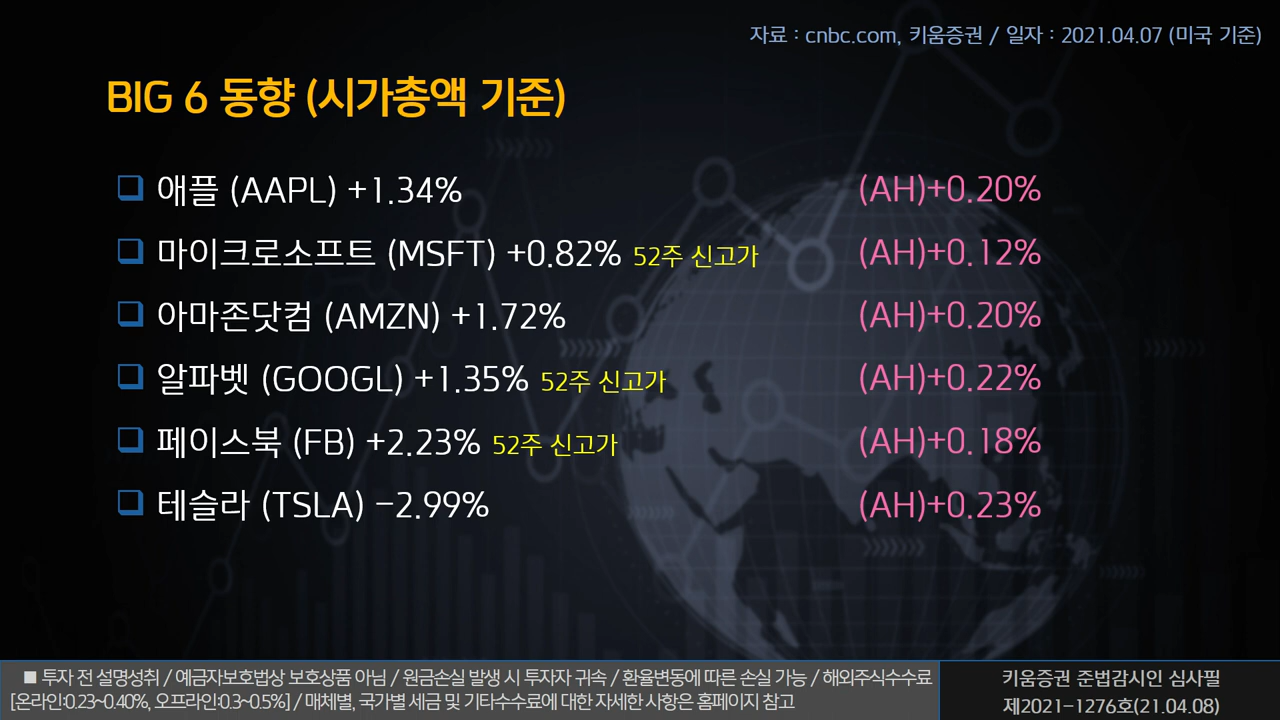 자료 : cnbc.com, 키움증권 / 일자 : 2021.04.07 (미국 기준)
BIG 6 동향 (시가총액 기준)
❑ 애플 (AAPL) +1.34% (AH)+0.20%
❑ 마이크로소프트 (MSFT) +0.82% 52주 신고가 (AH)+0.12%
❑ 아마존닷컴 (AMZN) +1.72% (AH)+0.20%
❑ 알파벳 (GOOGL) +1.35% 52주 신고가 (AH)+0.22%
❑ 페이스북 (FB) +2.23% 52주 신고가 (AH)+0.18%
❑ 테슬라 (TSLA) -2.99% (AH)+0.23%
■ 투자 전 설명성취 / 예금자보호법상 보호상품 아님 / 원금손실 발생 시 투자자 귀속 / 환율변동에 따른 손실 가능 / 해외주식수수료
[온라인:0.23~0.40%, 오프라인:0.3~0.5%] / 매체별, 국가별 세금 및 기타수수료에 대한 자세한 사항은 홈페이지 참고
키움증권 준법감시인 심사필
제2021-1276호(21.04.08)